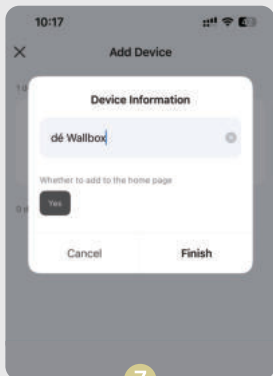 10:17
Add Device
Device Information
dé Wallbox
Whether to add to the home page
Yes
Cancel
Finish
7